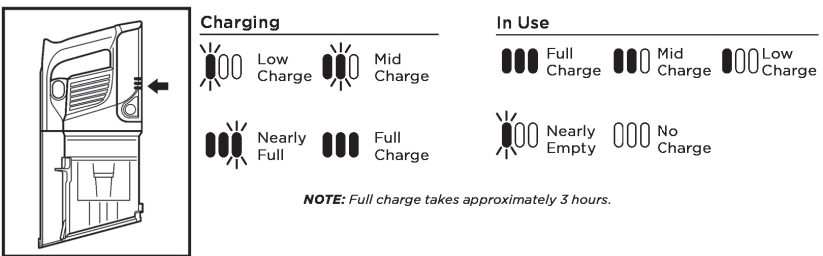 Charging
Low
Charge
Mid
Charge
Nearly
Full
Full
Charge
In Use
Full
Charge
Mid
Charge
Low
Charge
Nearly
Empty
No
Charge
NOTE: Full charge takes approximately 3 hours.